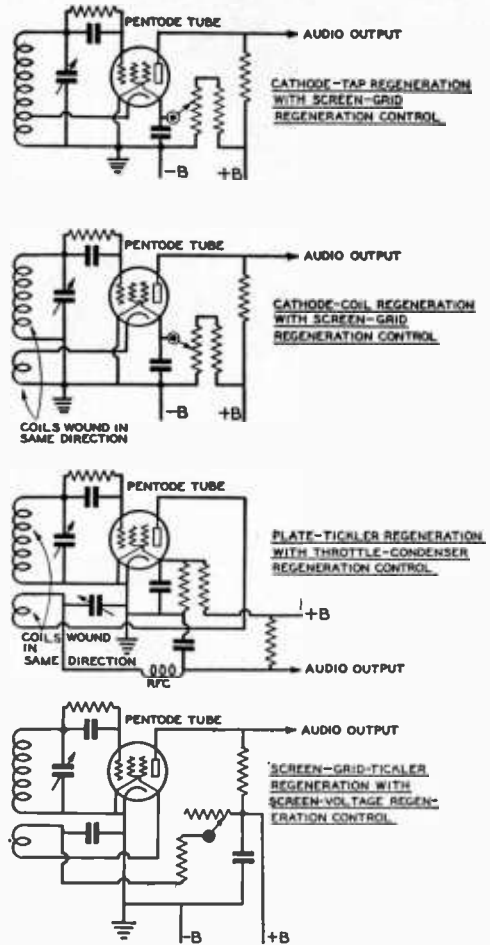 PENTODE TUBE
AUDIO OUTPUT
CATHODE-TAP REGENERATION
WITH SCREEN-GRID
REGENERATION CONTROL
-B
+B
PENTODE TUBE
AUDIO OUTPUT
CATHODE-COIL REGENERATION
WITH SCREEN-GRID
REGENERATION CONTROL
-B
+B
COILS WOUND IN
SAME DIRECTION
PENTODE TUBE
PLATE-TICKLER REGENERATION
WITH THROTTLE-CONDENSER
REGENERATION CONTROL
+B
COILS WOUND
IN
SAME DIRECTION
AUDIO OUTPUT
RFC
PENTODE TUBE
AUDIO OUTPUT
SCREEN-GRID-TICKLER
REGENERATION WITH
SCREEN-VOLTAGE REGEN-
ERATION CONTROL
-B
+B